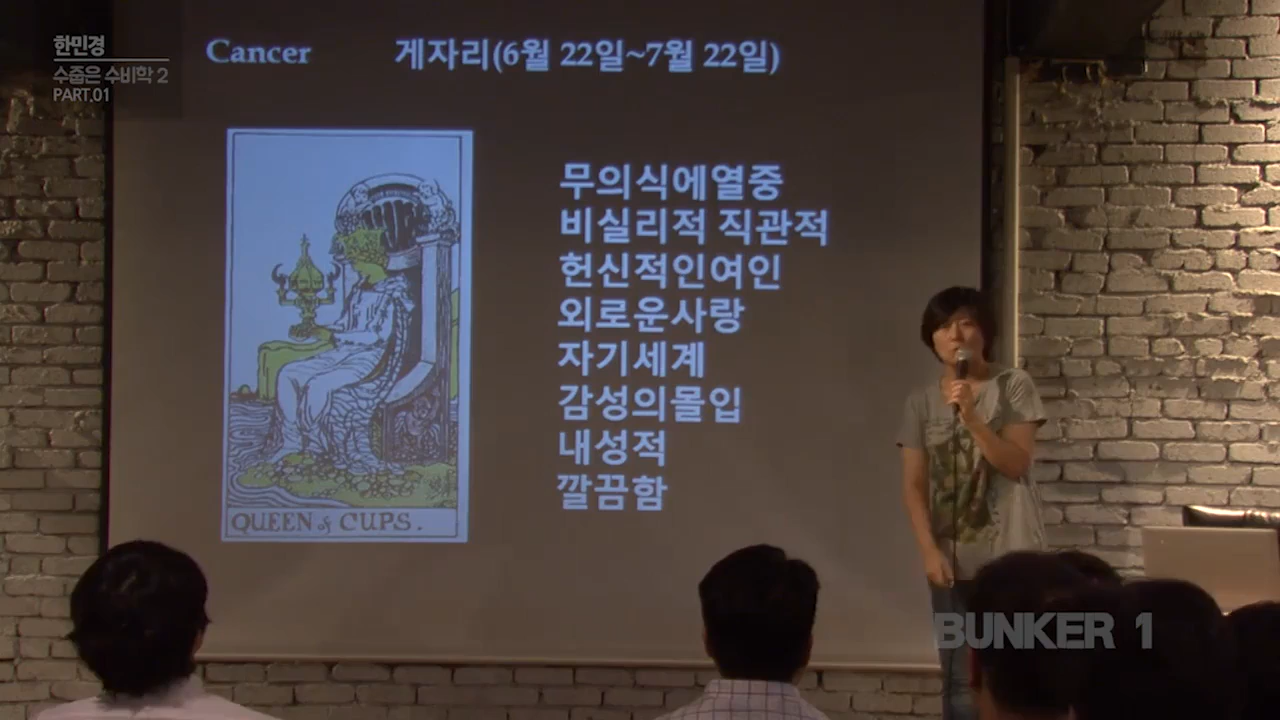 한민경
수줍은 수비학 2
PART.01
Cancer 게자리(6월 22일~7월 22일)
무의식에열중
비실리적 직관적
헌신적인여인
외로운사랑
자기세계
감성의몰입
내성적
깔끔함
QUEEN of CUPS.
BUNKER 1